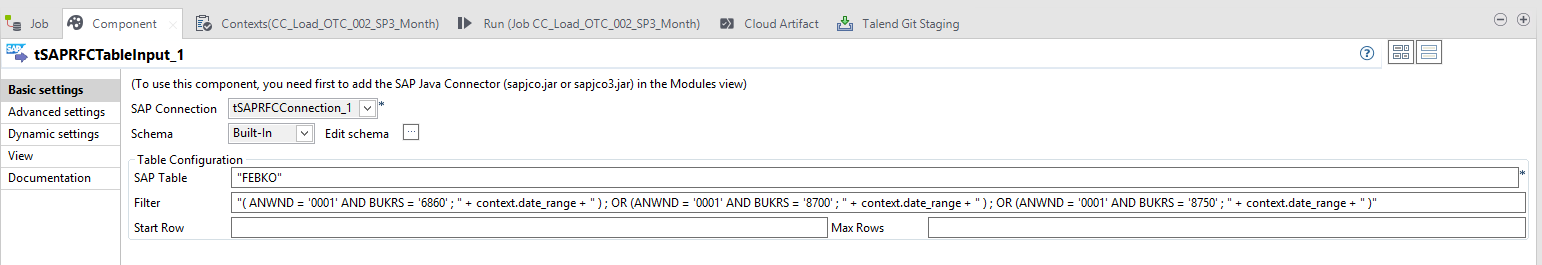 Job Component Contexts(CC_Load_OTC_002_SP3_Month) Run (Job CC_Load_OTC_002_SP3_Month) Cloud Artifact Talend Git Staging
SAP tSAPRFCTableInput_1 ?
Basic settings
Advanced settings
Dynamic settings
View
Documentation
(To use this component, you need first to add the SAP Java Connector (sapjco.jar or sapjco3.jar) in the Modules view)
SAP Connection tSAPRFCConnection_1 *
Schema Built-In Edit schema ...
Table Configuration
SAP Table "FEBKO" *
Filter "( ANWND = '0001' AND BUKRS = '6860' ; " + context.date_range + " ) ; OR (ANWND = '0001' AND BUKRS = '8700' ; " + context.date_range + " ) ; OR (ANWND = '0001' AND BUKRS = '8750' ; " + context.date_range + " )"
Start Row Max Rows